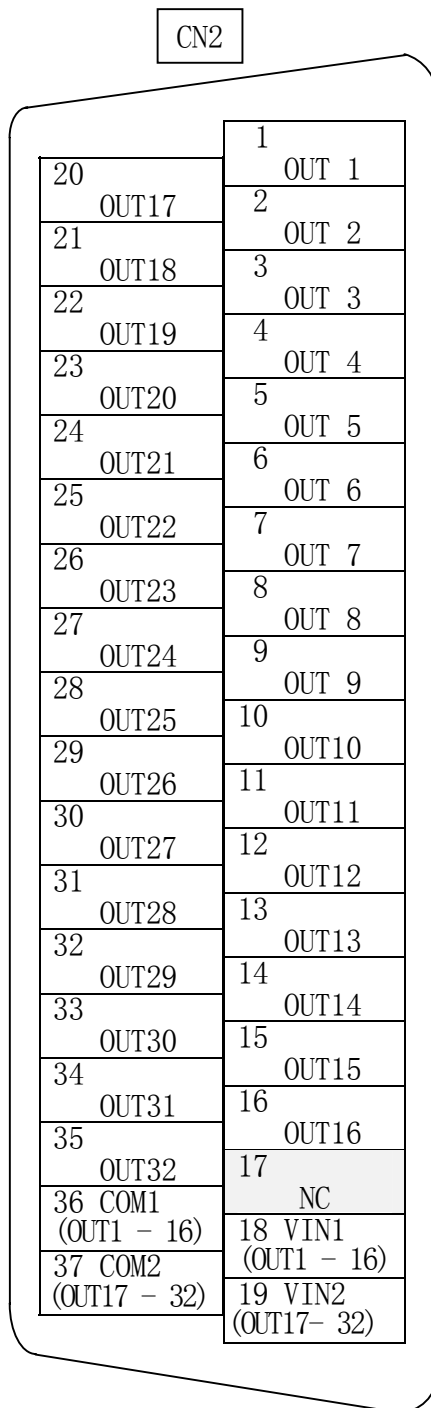 CN2
1
OUT 1
20
OUT17
2
OUT 2
21
OUT18
3
OUT 3
22
OUT19
4
OUT 4
23
OUT20
5
OUT 5
24
OUT21
6
OUT 6
25
OUT22
7
OUT 7
26
OUT23
8
OUT 8
27
OUT24
9
OUT 9
28
OUT25
10
OUT10
29
OUT26
11
OUT11
30
OUT27
12
OUT12
31
OUT28
13
OUT13
32
OUT29
14
OUT14
33
OUT30
15
OUT15
34
OUT31
16
OUT16
35
OUT32
17
NC
36 COM1
(OUT1 - 16)
18 VIN1
(OUT1 - 16)
37 COM2
(OUT17 - 32)
19 VIN2
(OUT17- 32)